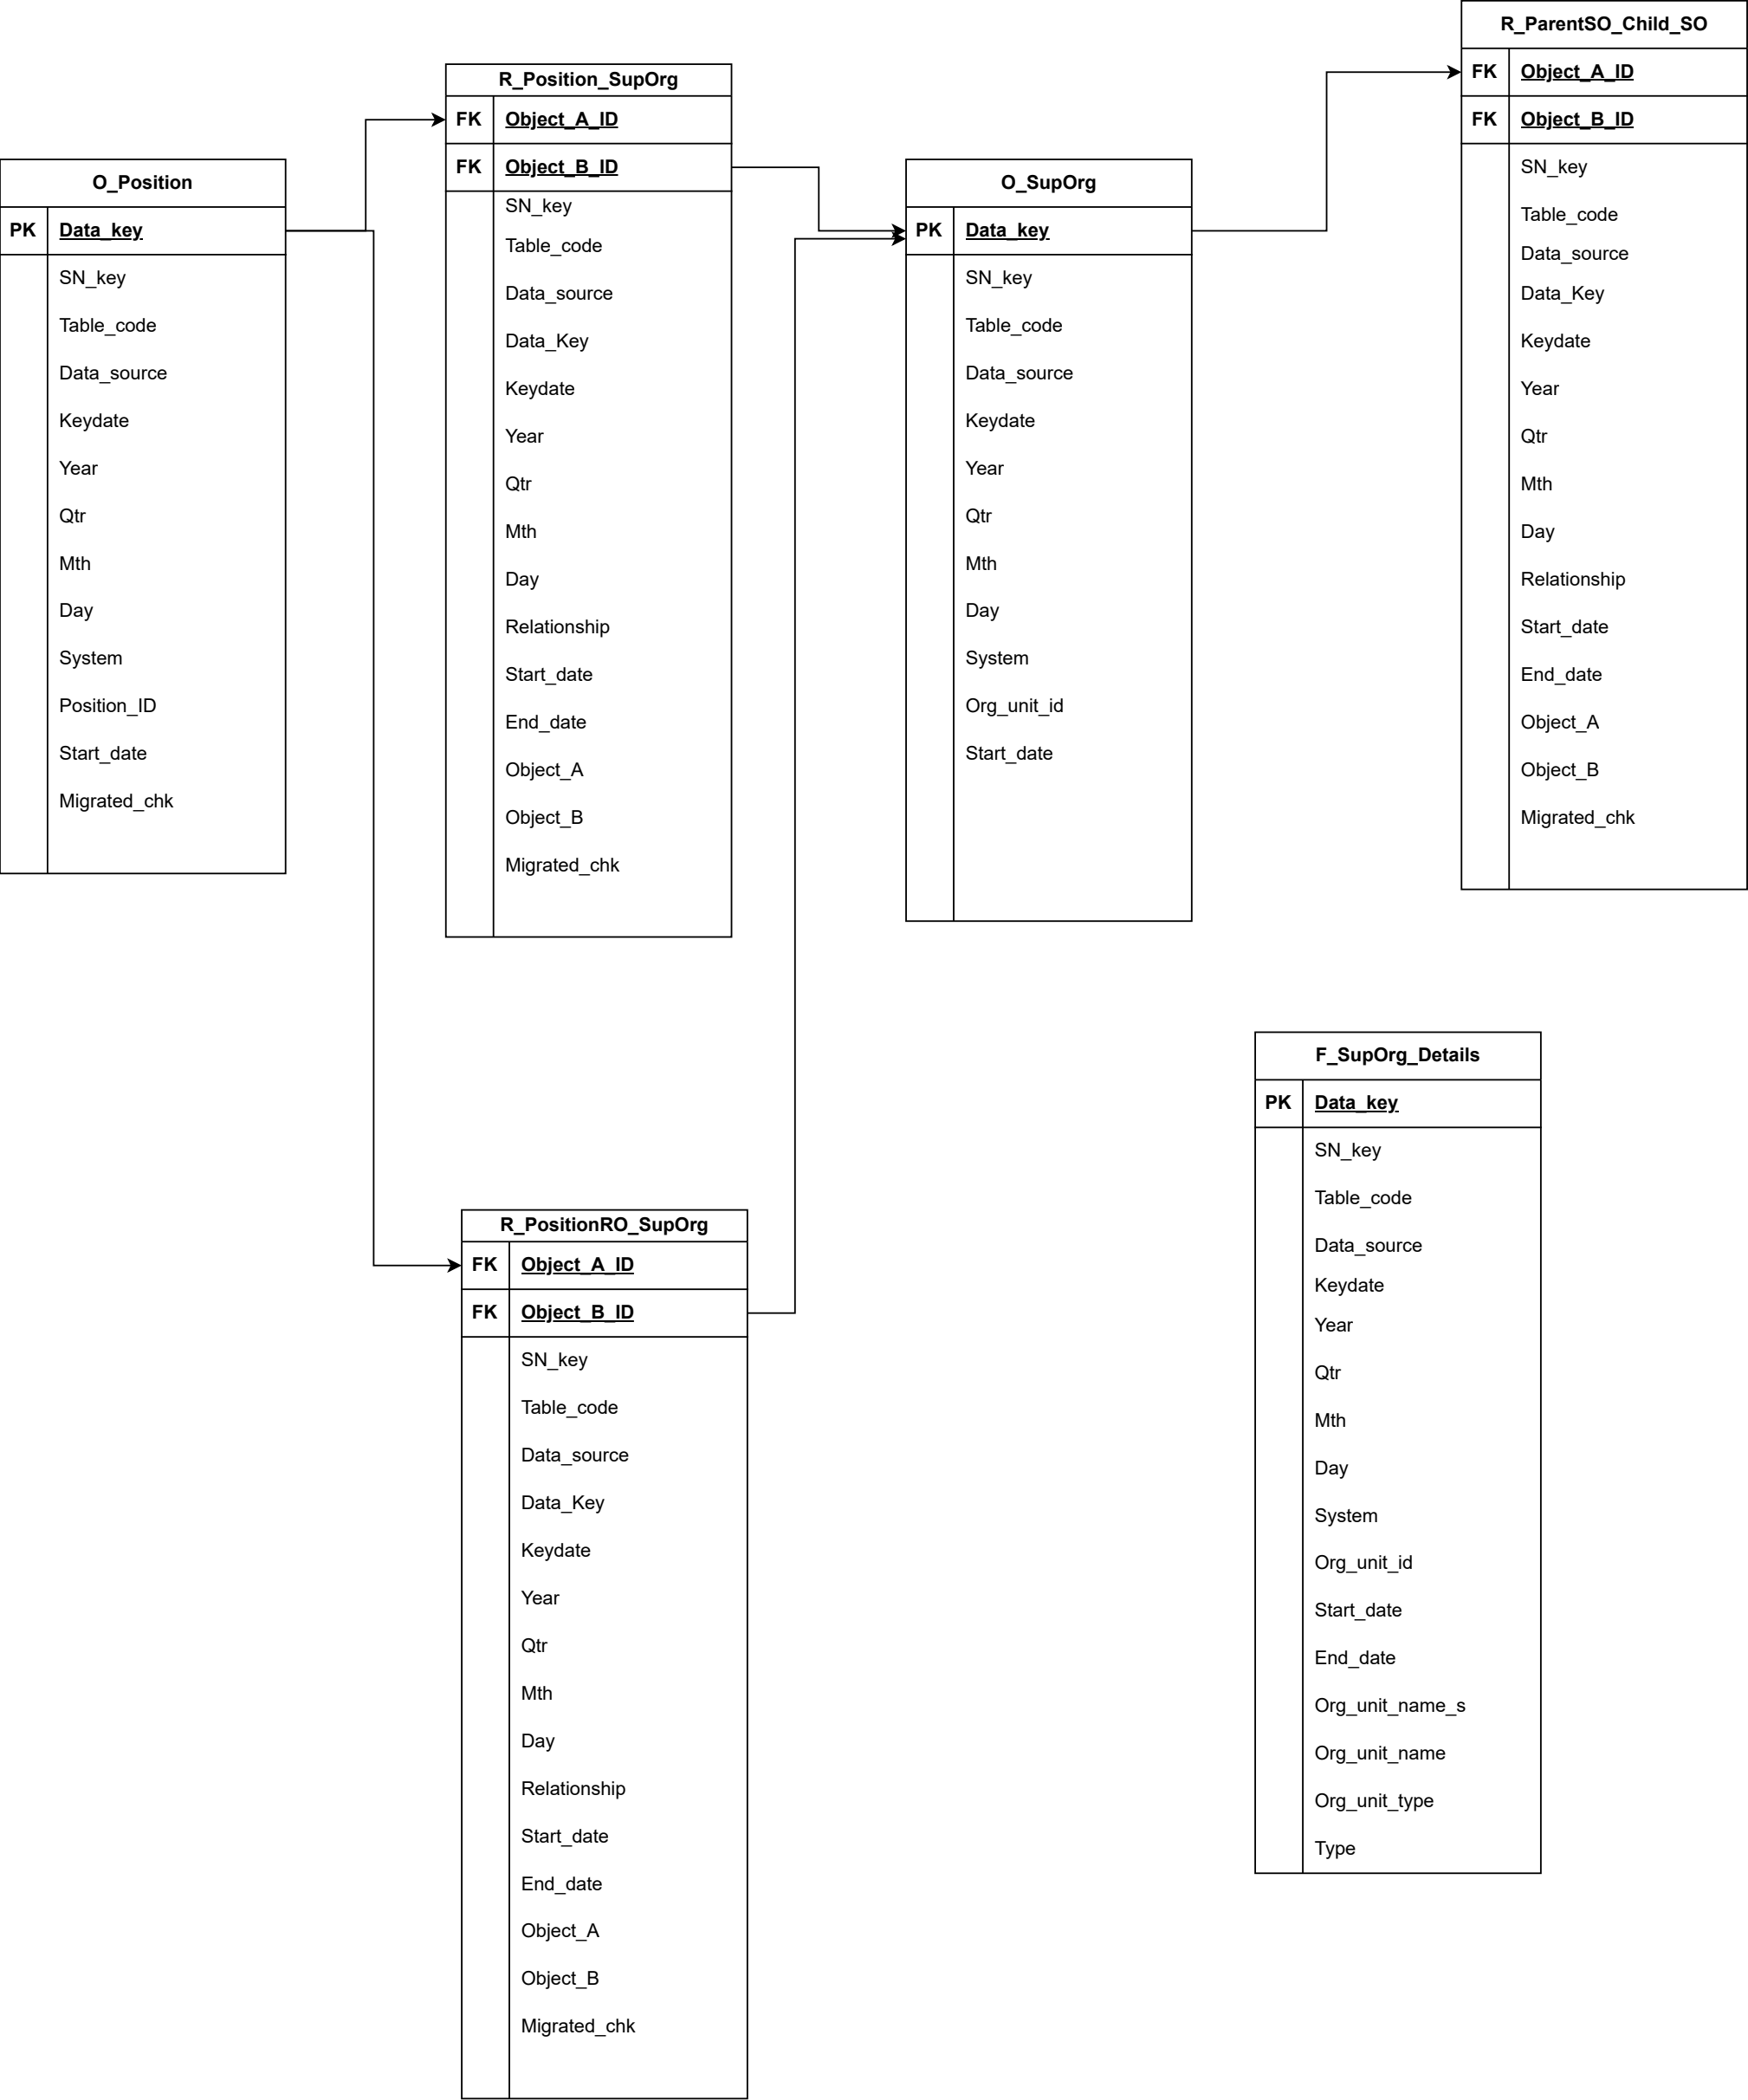 R_ParentSO_Child_SO
FK Object_A_ID
FK Object_B_ID
SN_key
Table_code
Data_source
Data_Key
Keydate
Year
Qtr
Mth
Day
Relationship
Start_date
End_date
Object_A
Object_B
Migrated_chk
R_Position_SupOrg
FK Object_A_ID
FK Object_B_ID
SN_key
Table_code
Data_source
Data_Key
Keydate
Year
Qtr
Mth
Day
Relationship
Start_date
End_date
Object_A
Object_B
Migrated_chk
O_Position
PK Data_key
SN_key
Table_code
Data_source
Keydate
Year
Qtr
Mth
Day
System
Position_ID
Start_date
Migrated_chk
O_SupOrg
PK Data_key
SN_key
Table_code
Data_source
Keydate
Year
Qtr
Mth
Day
System
Org_unit_id
Start_date
F_SupOrg_Details
PK Data_key
SN_key
Table_code
Data_source
Keydate
Year
Qtr
Mth
Day
System
Org_unit_id
Start_date
End_date
Org_unit_name_s
Org_unit_name
Org_unit_type
Type
R_PositionRO_SupOrg
FK Object_A_ID
FK Object_B_ID
SN_key
Table_code
Data_source
Data_Key
Keydate
Year
Qtr
Mth
Day
Relationship
Start_date
End_date
Object_A
Object_B
Migrated_chk